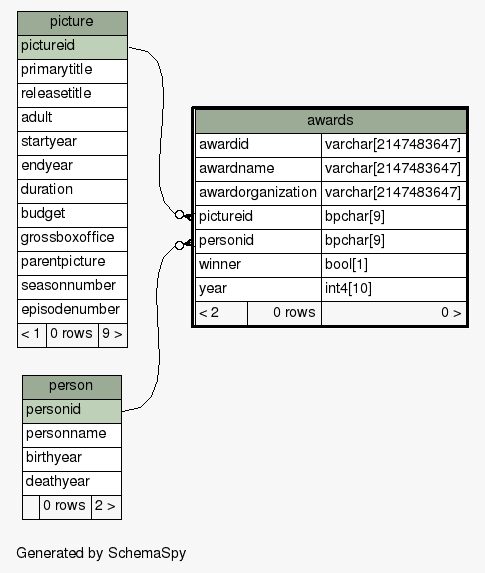 picture
pictureid
primarytitle
releasetitle
adult
startyear
endyear
duration
budget
grossboxoffice
parentpicture
seasonnumber
episodenumber
< 1 0 rows 9 >
awards
awardid varchar[2147483647]
awardname varchar[2147483647]
awardorganization varchar[2147483647]
pictureid bpchar[9]
personid bpchar[9]
winner bool[1]
year int4[10]
< 2 0 rows 0 >
person
personid
personname
birthyear
deathyear
0 rows 2 >
Generated by SchemaSpy